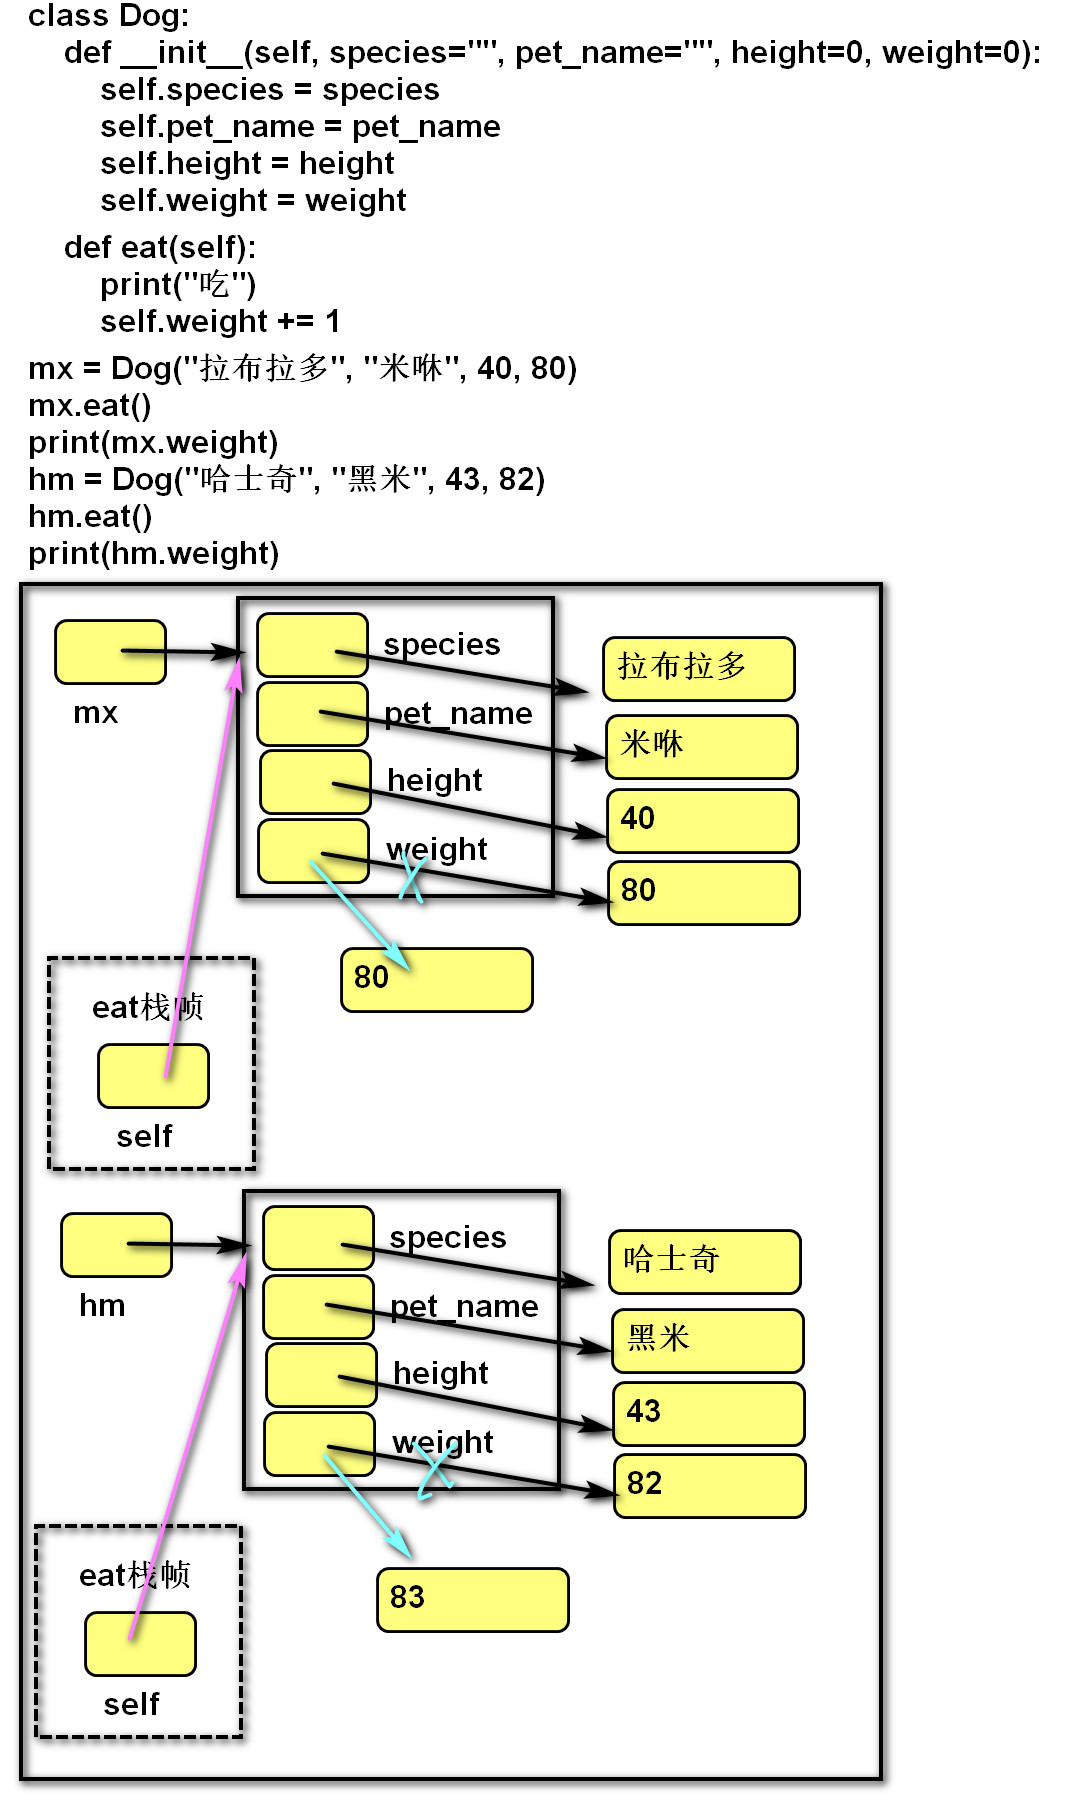 class Dog:
def __init__(self, species="", pet_name="", height=0, weight=0):
self.species = species
self.pet_name = pet_name
self.height = height
self.weight = weight
def eat(self):
print("吃")
self.weight += 1
mx = Dog("拉布拉多", "米咻", 40, 80)
mx.eat()
print(mx.weight)
hm = Dog("哈士奇", "黑米", 43, 82)
hm.eat()
print(hm.weight)
mx
species
拉布拉多
pet_name
米咻
height
40
weight
80
80
eat栈帧
self
hm
species
哈士奇
pet_name
黑米
height
43
weight
82
83
eat栈帧
self